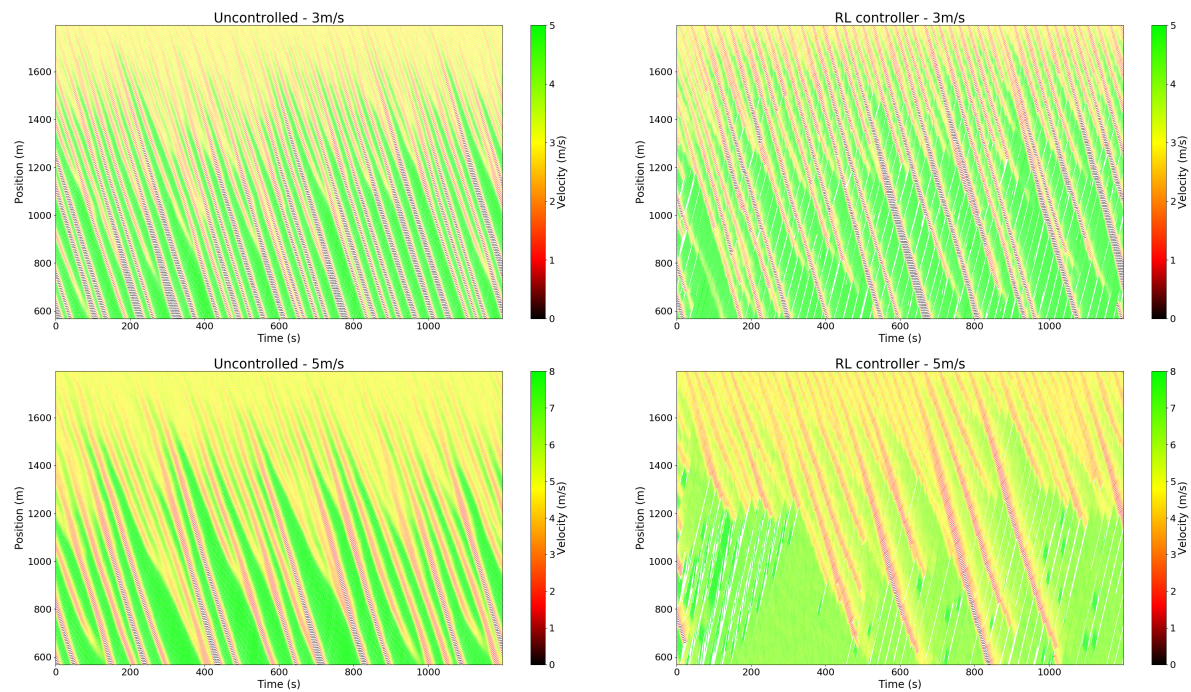 Uncontrolled - 3m/s
Position (m)
1600
1400
1200
1000
800
600
0 200 400 600 800 1000
Time (s)
5
4
3
2
1
0
Velocity (m/s)
RL controller - 3m/s
Position (m)
1600
1400
1200
1000
800
600
0 200 400 600 800 1000
Time (s)
5
4
3
2
1
0
Velocity (m/s)
Uncontrolled - 5m/s
Position (m)
1600
1400
1200
1000
800
600
0 200 400 600 800 1000
Time (s)
8
7
6
5
4
3
2
1
0
Velocity (m/s)
RL controller - 5m/s
Position (m)
1600
1400
1200
1000
800
600
0 200 400 600 800 1000
Time (s)
8
7
6
5
4
3
2
1
0
Velocity (m/s)